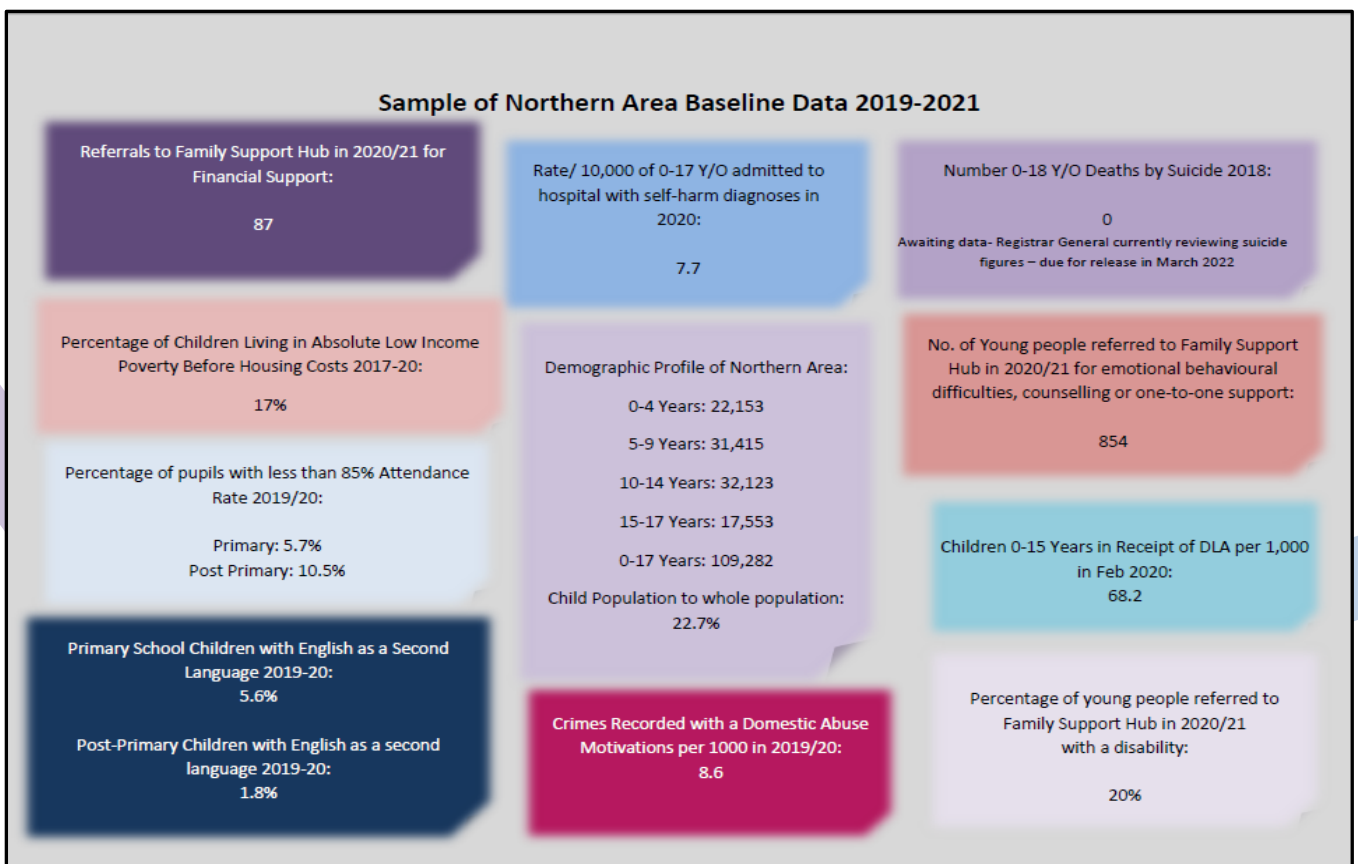 Sample of Northern Area Baseline Data 2019-2021
Referrals to Family Support Hub in 2020/21 for
Financial Support:
87
Percentage of Children Living in Absolute Low Income
Poverty Before Housing Costs 2017-20:
17%
Percentage of pupils with less than 85% Attendance
Rate 2019/20:
Primary: 5.7%
Post Primary: 10.5%
Primary School Children with English as a Second
Language 2019-20:
5.6%
Post-Primary Children with English as a second
language 2019-20:
1.8%
Rate/ 10,000 of 0-17 Y/O admitted to
hospital with self-harm diagnoses in
2020:
7.7
Demographic Profile of Northern Area:
0-4 Years: 22,153
5-9 Years: 31,415
10-14 Years: 32,123
15-17 Years: 17,553
0-17 Years: 109,282
Child Population to whole population:
22.7%
Crimes Recorded with a Domestic Abuse
Motivations per 1000 in 2019/20:
8.6
Number 0-18 Y/O Deaths by Suicide 2018:
0
Awaiting data- Registrar General currently reviewing suicide
figures – due for release in March 2022
No. of Young people referred to Family Support
Hub in 2020/21 for emotional behavioural
difficulties, counselling or one-to-one support:
854
Children 0-15 Years in Receipt of DLA per 1,000
in Feb 2020:
68.2
Percentage of young people referred to
Family Support Hub in 2020/21
with a disability:
20%